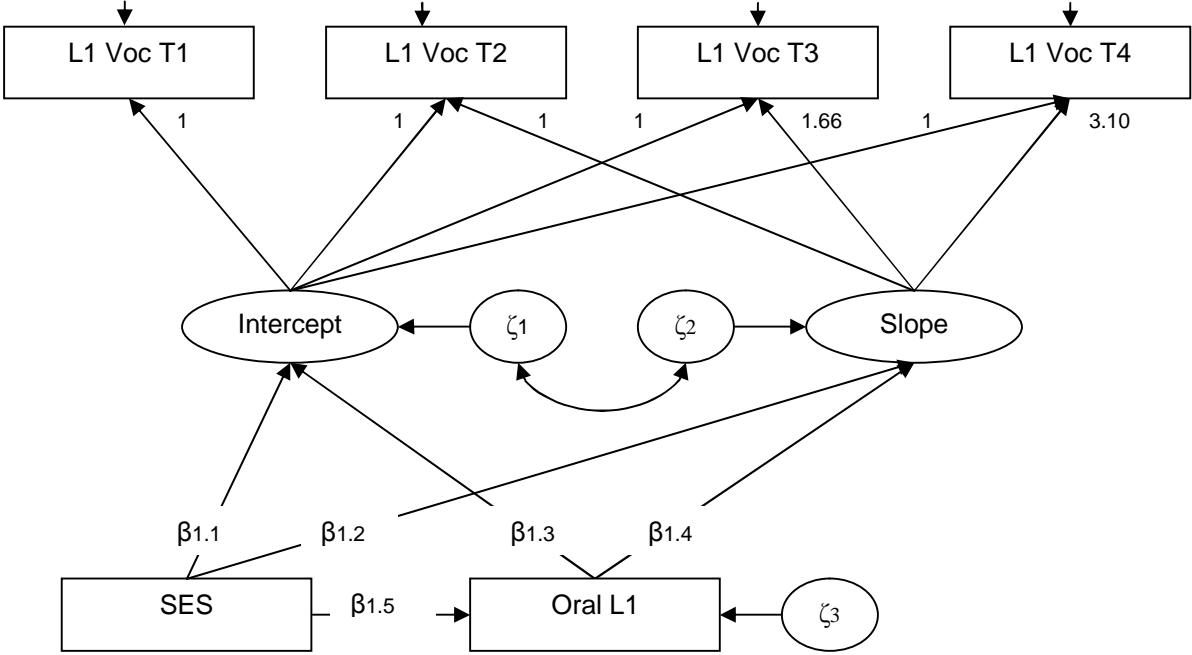 L1 Voc T1 L1 Voc T2 L1 Voc T3 L1 Voc T4
1 1 1 1 1.66 1 3.10
Intercept ζ1 ζ2 Slope
β1.1 β1.2 β1.3 β1.4
SES β1.5 Oral L1 ζ3